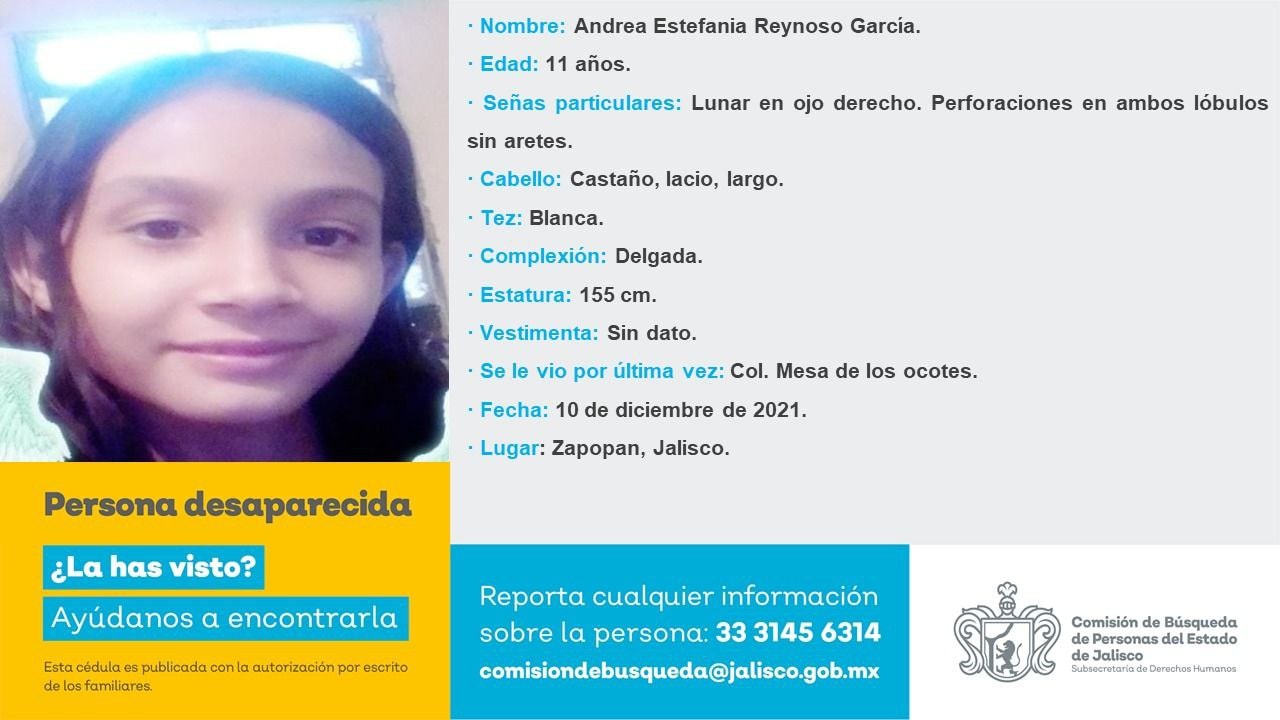 · Nombre: Andrea Estefania Reynoso García.
· Edad: 11 años.
· Señas particulares: Lunar en ojo derecho. Perforaciones en ambos lóbulos
sin aretes.
· Cabello: Castaño, lacio, largo.
· Tez: Blanca.
· Complexión: Delgada.
· Estatura: 155 cm.
· Vestimenta: Sin dato.
· Se le vio por última vez: Col. Mesa de los ocotes.
· Fecha: 10 de diciembre de 2021.
· Lugar: Zapopan, Jalisco.
Persona desaparecida
¿La has visto?
Ayúdanos a encontrarla
Esta cédula es publicada con la autorización por escrito
de los familiares.
Reporta cualquier información
sobre la persona: 33 3145 6314
comisiondebusqueda@jalisco.gob.mx
Comisión de Búsqueda
de Personas del Estado
de Jalisco
Subsecretaría de Derechos Humanos